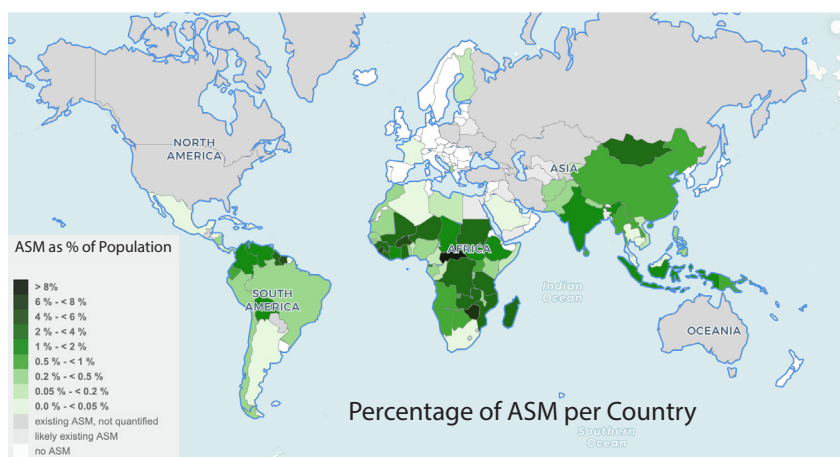 NORTH
AMERICA
ASIA
ASM as % of Population
AFRICA
> 8%
6 % - < 8 %
4 % - < 6 %
2 % - < 4 %
1 % - < 2 %
0.5 % - < 1 %
0.2 % - < 0.5 %
0.05 % - < 0.2 %
0.0 % - < 0.05 %
existing ASM, not quantified
likely existing ASM
no ASM
SOUTH
AMERICA
Indian
Ocean
OCEANIA
Percentage of ASM per Country
Southern
Ocean